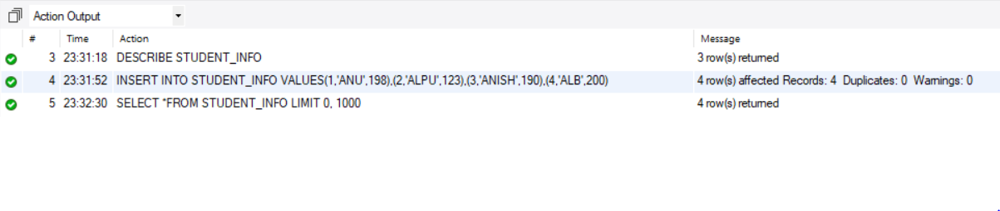 Action Output
# Time Action Message
3 23:31:18 DESCRIBE STUDENT_INFO 3 row(s) returned
4 23:31:52 INSERT INTO STUDENT_INFO VALUES(1,'ANU',198),(2,'ALPU',123),(3,'ANISH',190),(4,'ALB',200) 4 row(s) affected Records: 4 Duplicates: 0 Warnings: 0
5 23:32:30 SELECT *FROM STUDENT_INFO LIMIT 0, 1000 4 row(s) returned